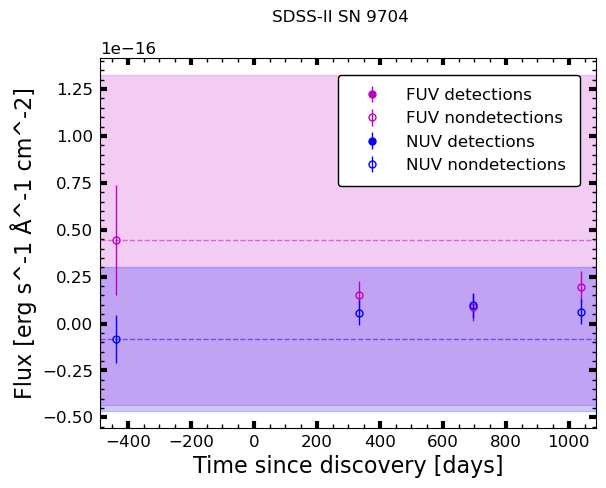 SDSS-II SN 9704
1e−16
FUV detections
FUV nondetections
NUV detections
NUV nondetections
1.25
1.00
0.75
0.50
0.25
0.00
−0.25
−0.50
Flux [erg s^-1 Å^-1 cm^-2]
−400 −200 0 200 400 600 800 1000
Time since discovery [days]